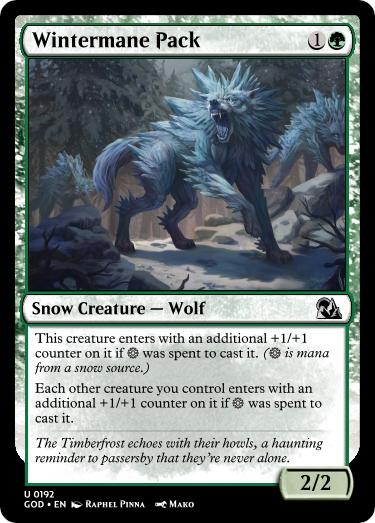 Wintermane Pack 1
Snow Creature — Wolf
This creature enters with an additional +1/+1
counter on it if was spent to cast it. ( is mana
from a snow source.)
Each other creature you control enters with an
additional +1/+1 counter on it if was spent to
cast it.
The Timberfrost echoes with their howls, a haunting
reminder to passersby that they're never alone.
2/2
U 0192
GOD • EN Raphel Pinna Mako